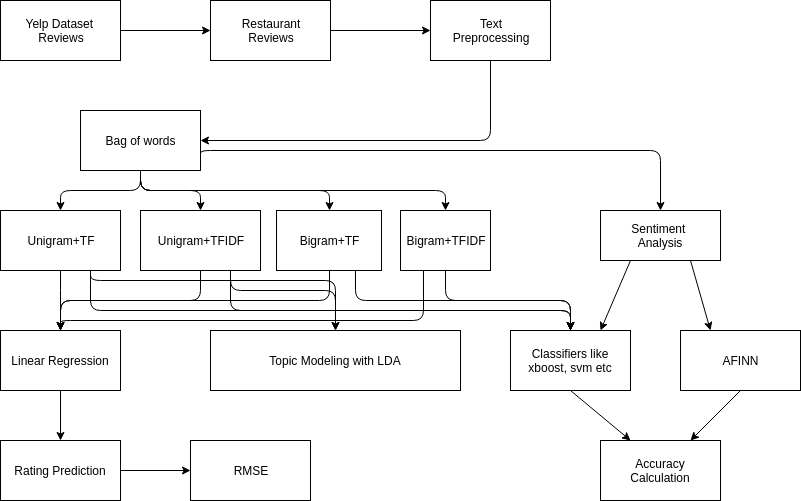 Yelp Dataset
Reviews
Restaurant
Reviews
Text
Preprocessing
Bag of words
Unigram+TF
Unigram+TFIDF
Bigram+TF
Bigram+TFIDF
Sentiment
Analysis
Linear Regression
Topic Modeling with LDA
Classifiers like
xboost, svm etc
AFINN
Rating Prediction
RMSE
Accuracy
Calculation